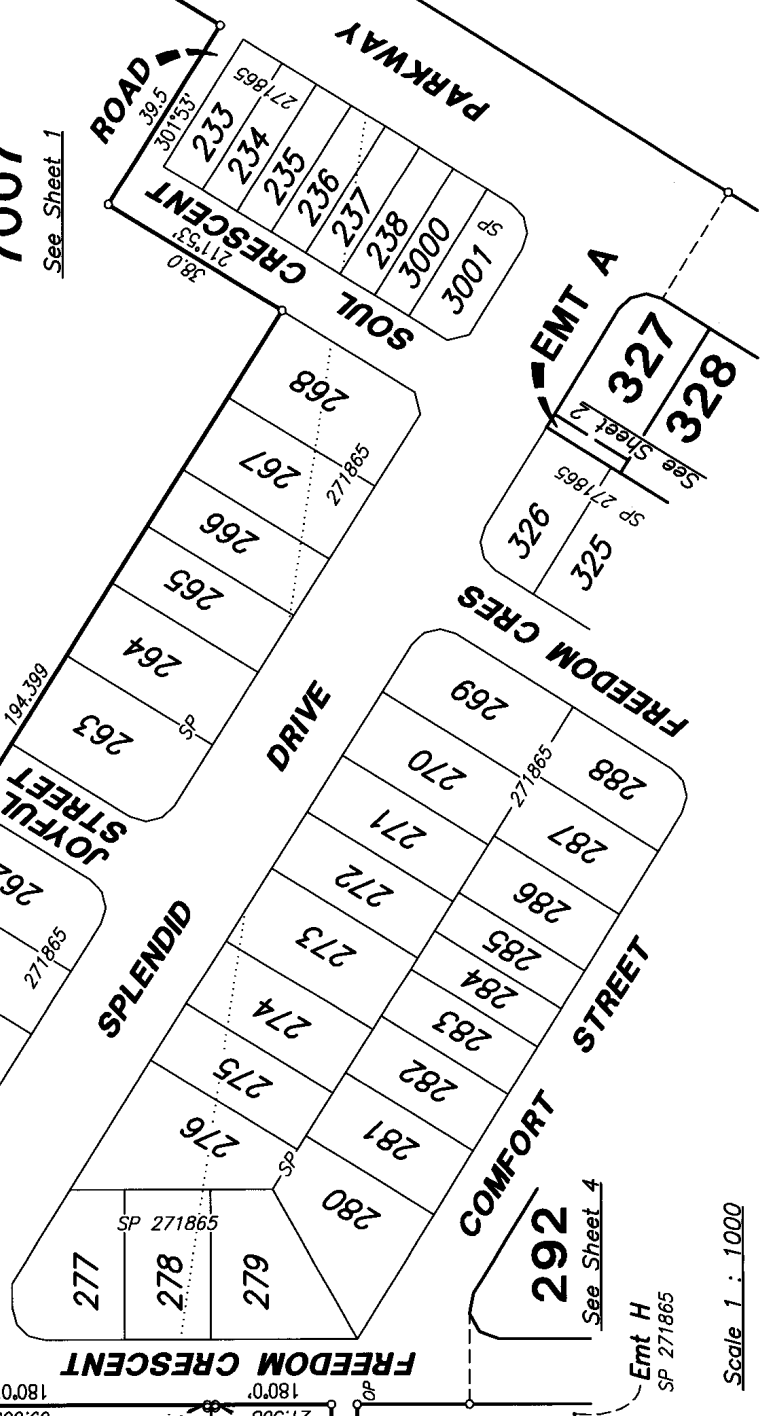 See Sheet 1
PARKWAY
ROAD
39.5
301°53'
271865
233
234
235
236
237
238
3000
3001
SP
38.0
211°53'
SOUL CRESCENT
EMT A
327
328
See Sheet 2
SP 271865
326
325
268
267
266
265
264
263
271865
SP
194.399
JOYFUL
STREET
262
271865
SPLENDID DRIVE
FREEDOM CRES
269
270
271
272
273
274
275
276
271865
SP
288
287
286
285
284
283
282
281
280
277
278
279
SP 271865
COMFORT STREET
292
See Sheet 4
FREEDOM CRESCENT
180°0'
180°0'
OP
Emt H
SP 271865
Scale 1 : 1000